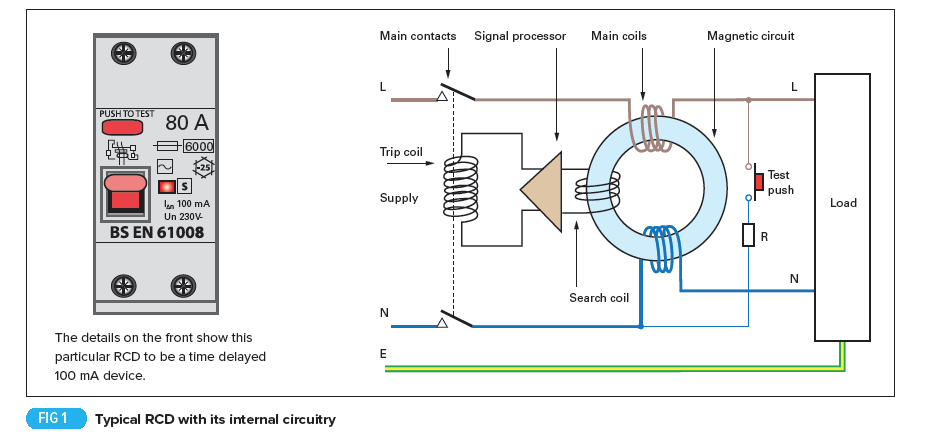 PUSH TO TEST
80 A
6000
-25
S
I∆n 100 mA
Un 230V~
BS EN 61008
The details on the front show this
particular RCD to be a time delayed
100 mA device.
Main contacts Signal processor Main coils Magnetic circuit
L
L
Trip coil
Supply
Test
push
Load
R
N
Search coil
N
E
FIG 1 Typical RCD with its internal circuitry